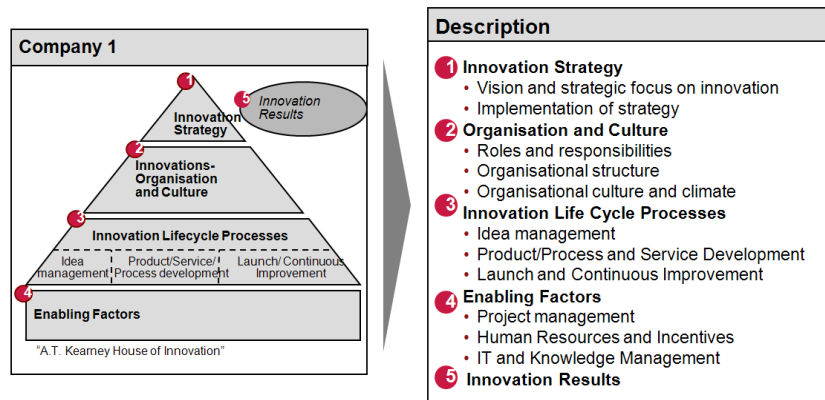 Company 1
1
Innovation
Strategy
5
Innovation
Results
2
Innovations-
Organisation
and Culture
3
Innovation Lifecycle Processes
Idea
management
Product/Service/
Process development
Launch/ Continuous
Improvement
4
Enabling Factors
"A.T. Kearney House of Innovation"
Description
1 Innovation Strategy
• Vision and strategic focus on innovation
• Implementation of strategy
2 Organisation and Culture
• Roles and responsibilities
• Organisational structure
• Organisational culture and climate
3 Innovation Life Cycle Processes
• Idea management
• Product/Process and Service Development
• Launch and Continuous Improvement
4 Enabling Factors
• Project management
• Human Resources and Incentives
• IT and Knowledge Management
5 Innovation Results